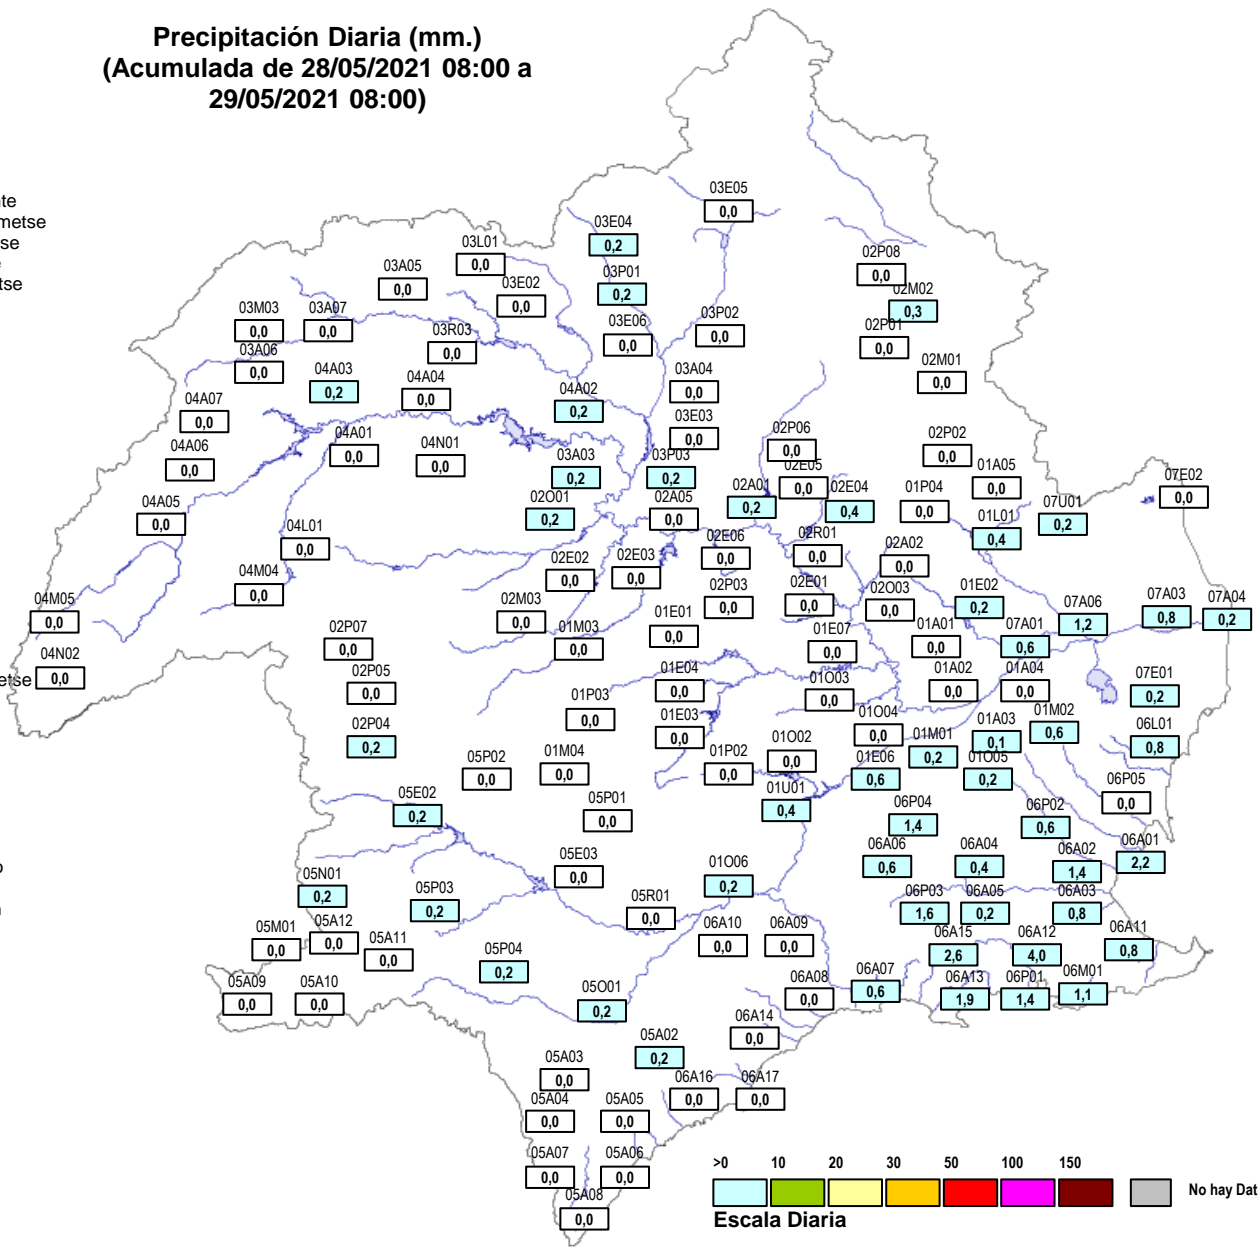 Precipitación Diaria (mm.)
(Acumulada de 28/05/2021 08:00 a
29/05/2021 08:00)
te
metse
se
e
tse
etse
o
n
03E05
0,0
03E04
0,2
03L01
0,0
03A05
0,0
03P01
0,2
03E02
0,0
02P08
0,0
02M02
0,3
03M03
0,0
03A07
0,0
03R03
0,0
03E06
0,0
03P02
0,0
02P01
0,0
03A06
0,0
04A03
0,2
04A04
0,0
04A02
0,2
03A04
0,0
02M01
0,0
04A07
0,0
03E03
0,0
04A01
0,0
04N01
0,0
02P06
0,0
02P02
0,0
04A06
0,0
03A03
0,2
03P03
0,2
02E05
0,0
01A05
0,0
07E02
0,0
04A05
0,0
02O01
0,2
02A05
0,0
02A01
0,2
02E04
0,4
01P04
0,0
01L01
0,4
07U01
0,2
04L01
0,0
02E06
0,0
02R01
0,0
02A02
0,0
04M04
0,0
02E02
0,0
02E03
0,0
02P03
0,0
02E01
0,0
02O03
0,0
01E02
0,2
07A03
0,8
07A04
0,2
04M05
0,0
02M03
0,0
01E01
0,0
07A06
1,2
02P07
0,0
01M03
0,0
01E07
0,0
01A01
0,0
07A01
0,6
04N02
0,0
02P05
0,0
01E04
0,0
01O03
0,0
01A02
0,0
01A04
0,0
07E01
0,2
02P04
0,2
01P03
0,0
01E03
0,0
01O04
0,0
01A03
0,1
01M02
0,6
06L01
0,8
05P02
0,0
01M04
0,0
01P02
0,0
01O02
0,0
01E06
0,6
01M01
0,2
01O05
0,2
05E02
0,2
05P01
0,0
01U01
0,4
06P04
1,4
06P02
0,6
06P05
0,0
05E03
0,0
06A06
0,6
06A04
0,4
06A02
1,4
06A01
2,2
05N01
0,2
05P03
0,2
01O06
0,2
05R01
0,0
06P03
1,6
06A05
0,2
06A03
0,8
05M01
0,0
05A12
0,0
05A11
0,0
06A10
0,0
06A09
0,0
06A15
2,6
06A12
4,0
06A11
0,8
05P04
0,2
05A09
0,0
05A10
0,0
05O01
0,2
06A08
0,0
06A07
0,6
06A13
1,9
06P01
1,4
06M01
1,1
06A14
0,0
05A02
0,2
05A03
0,0
06A16
0,0
06A17
0,0
05A04
0,0
05A05
0,0
05A07
0,0
05A06
0,0
05A08
0,0
>0 10 20 30 50 100 150
No hay Dat
Escala Diaria